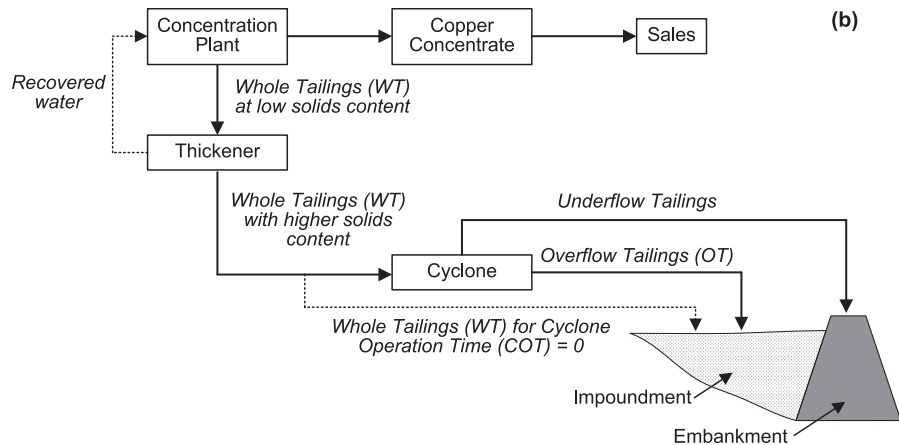 (b)
Concentration
Plant
Copper
Concentrate
Sales
Recovered
water
Whole Tailings (WT)
at low solids content
Thickener
Whole Tailings (WT)
with higher solids
content
Underflow Tailings
Cyclone
Overflow Tailings (OT)
Whole Tailings (WT) for Cyclone
Operation Time (COT) = 0
Impoundment
Embankment